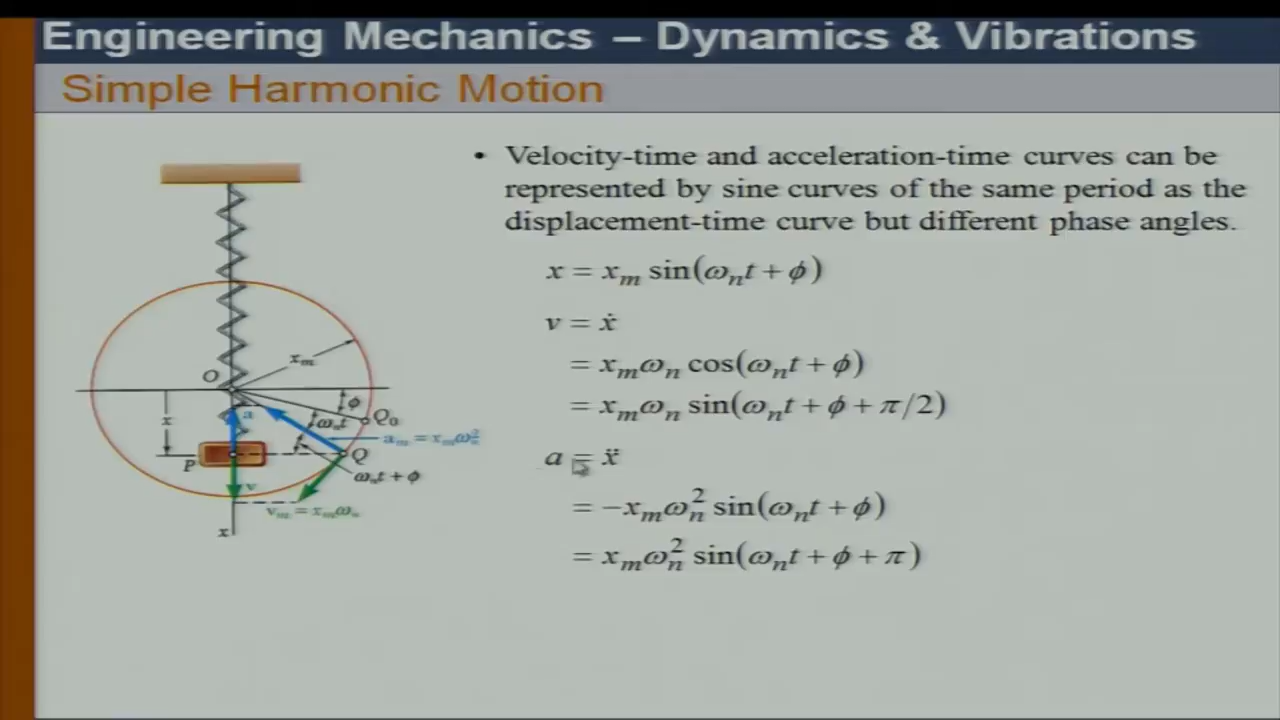 Engineering Mechanics – Dynamics & Vibrations
Simple Harmonic Motion
• Velocity-time and acceleration-time curves can be
represented by sine curves of the same period as the
displacement-time curve but different phase angles.
x = x_m sin(ω_n t + ϕ)
v = ẋ
= x_m ω_n cos(ω_n t + ϕ)
= x_m ω_n sin(ω_n t + ϕ + π/2)
a = ẍ
= −x_m ω_n² sin(ω_n t + ϕ)
= x_m ω_n² sin(ω_n t + ϕ + π)
x_m
O
ϕ
x
a
ω_n t
Q₀
a_m = x_m ω_n²
P
Q
ω_n t + ϕ
v
v_m = x_m ω_n
x